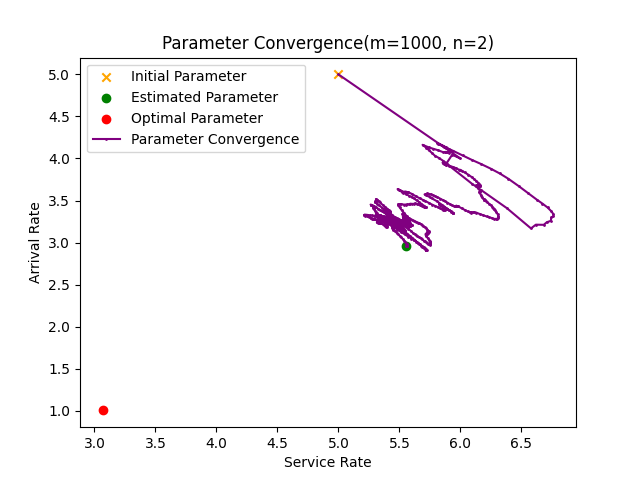 Parameter Convergence(m=1000, n=2)
Initial Parameter
Estimated Parameter
Optimal Parameter
Parameter Convergence
5.0
4.5
4.0
3.5
3.0
2.5
2.0
1.5
1.0
Arrival Rate
3.0 3.5 4.0 4.5 5.0 5.5 6.0 6.5
Service Rate